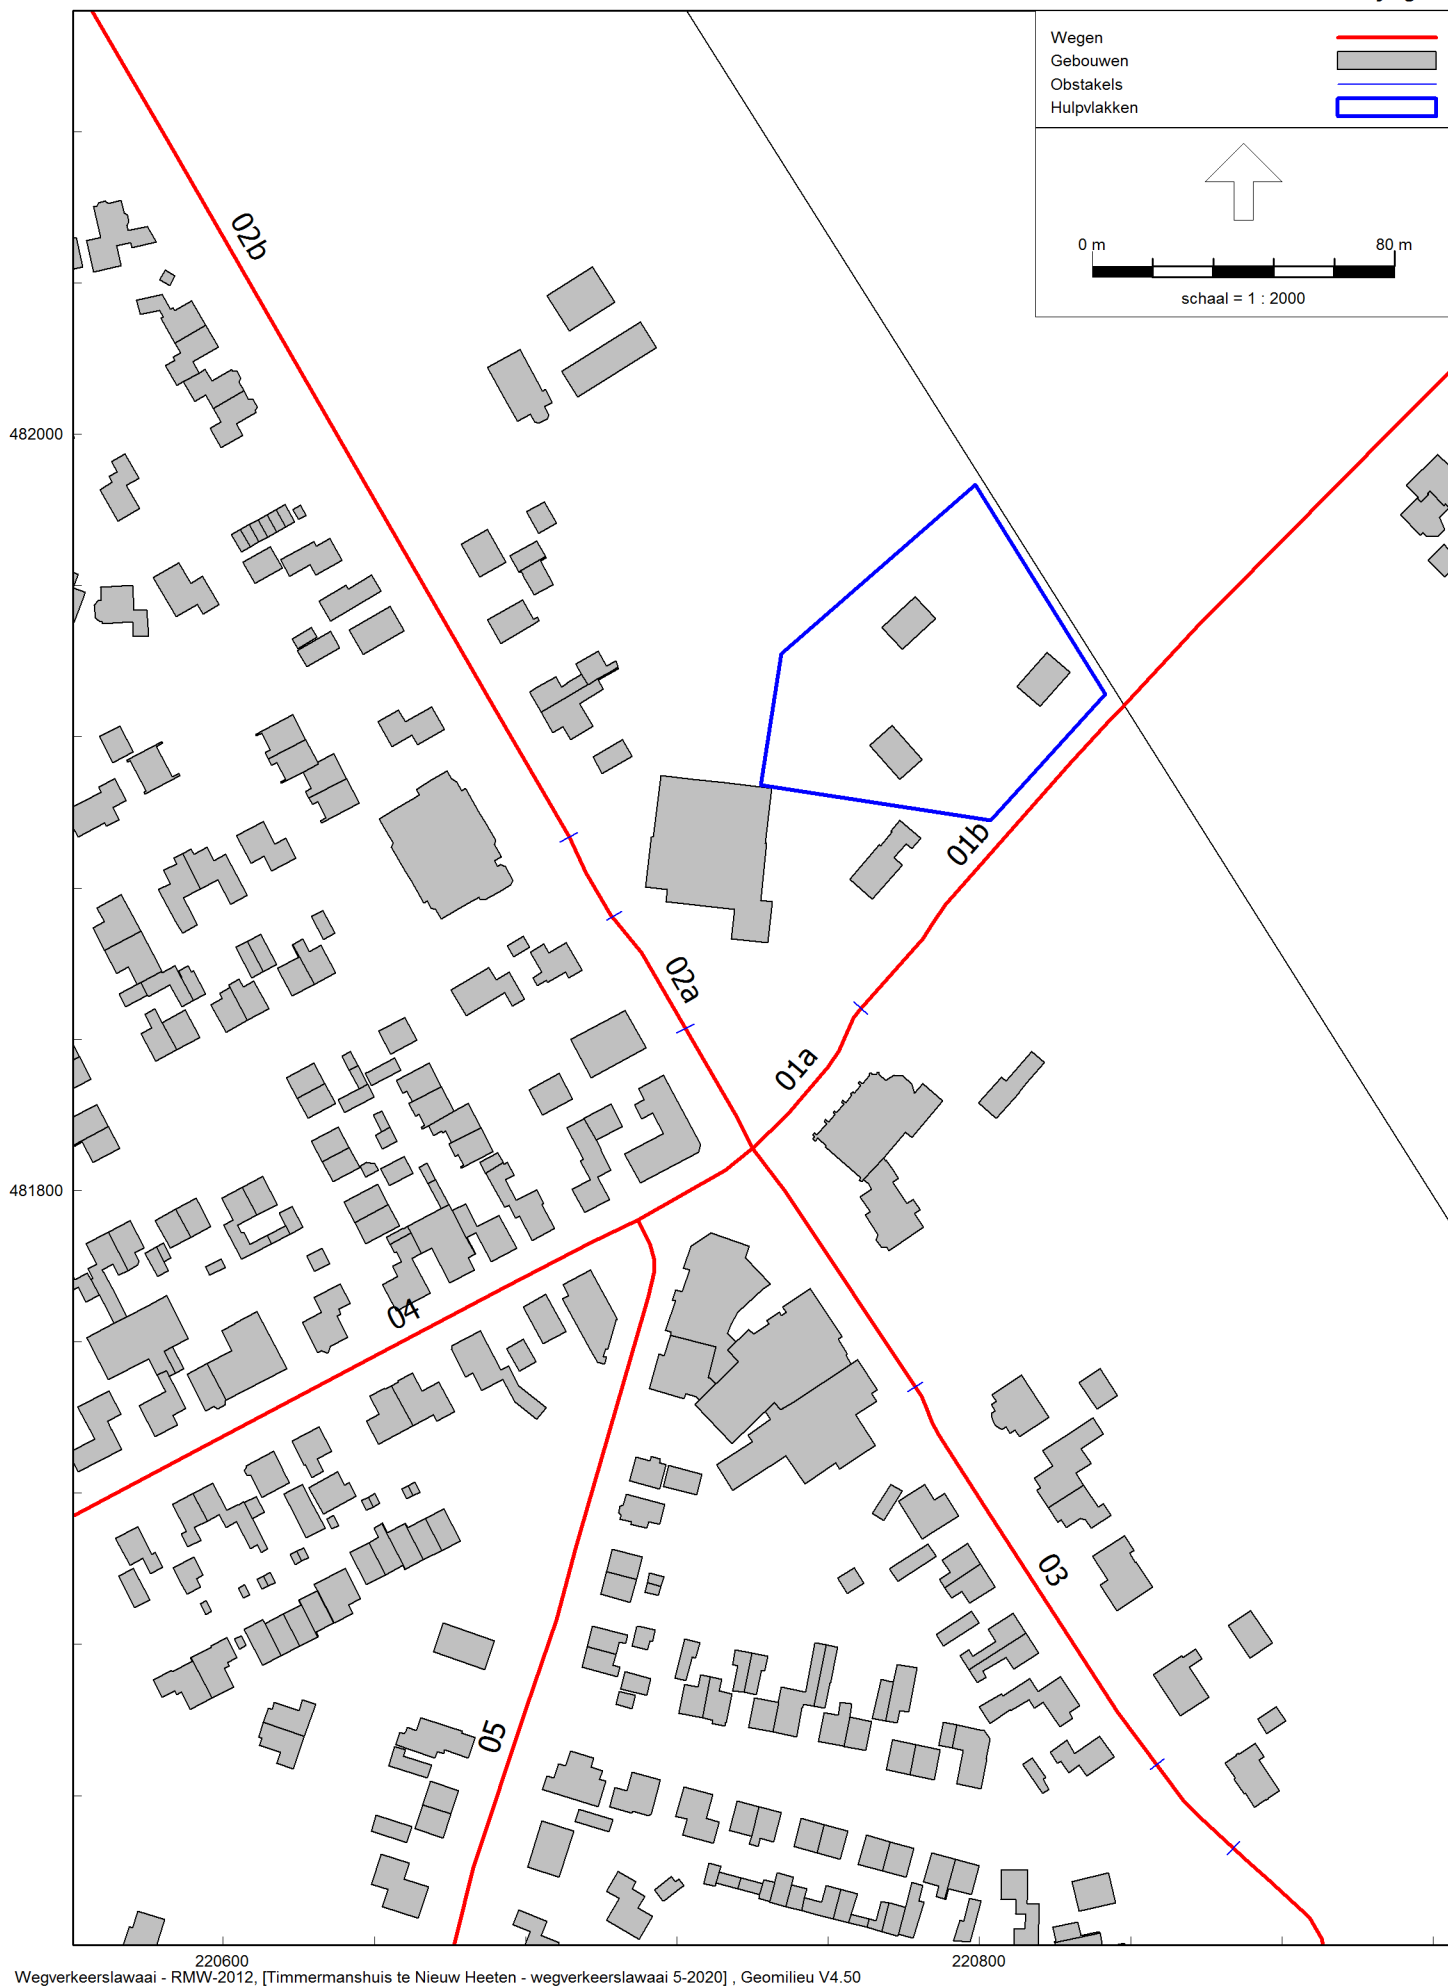 Wegen
Gebouwen
Obstakels
Hulpvlakken
0 m 80 m
schaal = 1 : 2000
02b
482000
01b
02a
01a
481800
04
03
05
220600 220800
Wegverkeerslawaai - RMW-2012, [Timmermanshuis te Nieuw Heeten - wegverkeerslawaai 5-2020] , Geomilieu V4.50